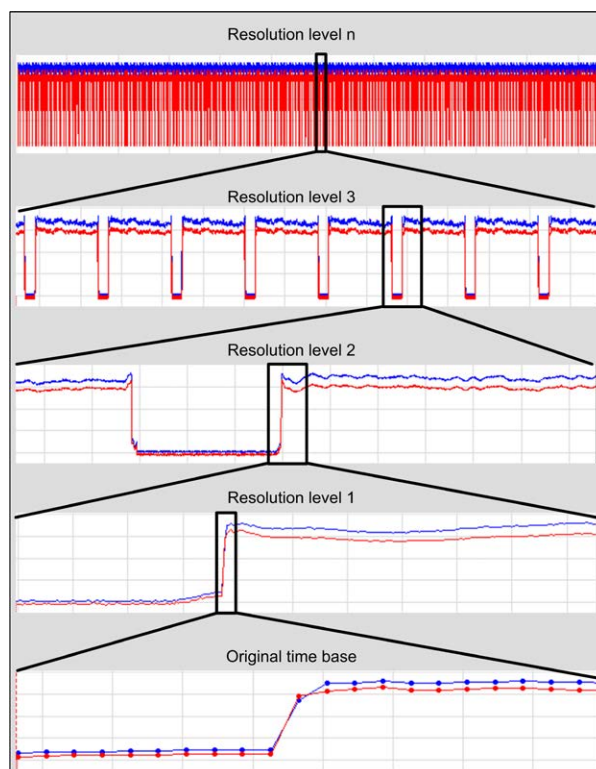 Resolution level n
Resolution level 3
Resolution level 2
Resolution level 1
Original time base